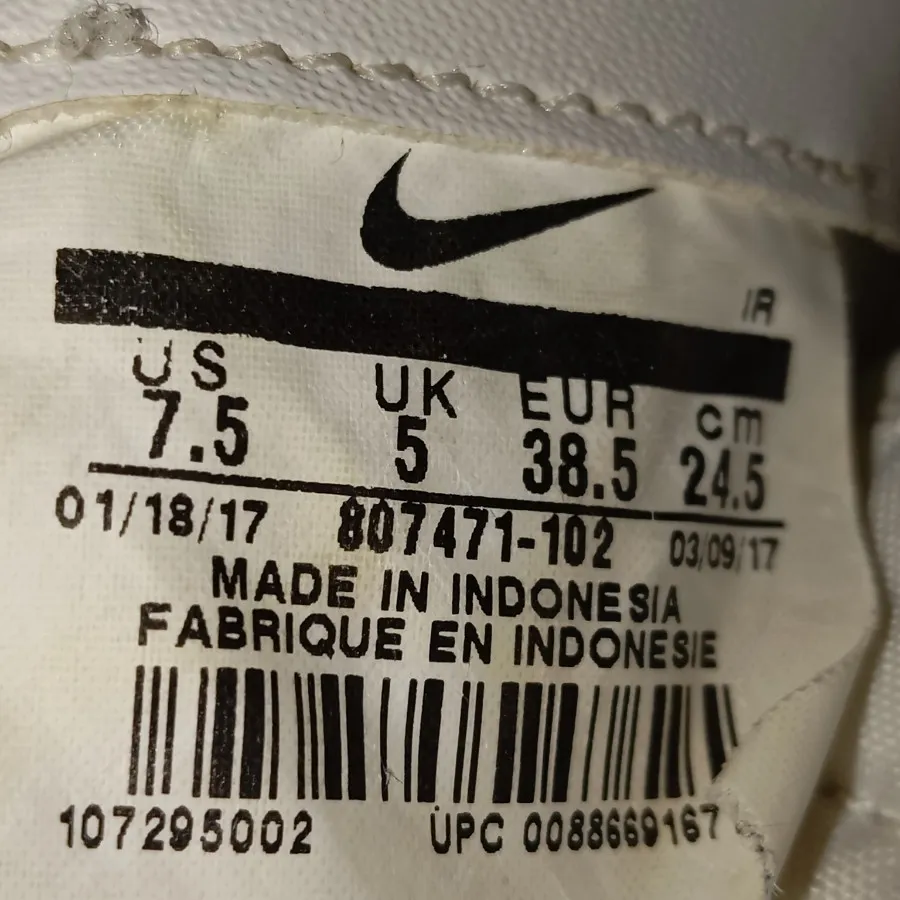 IR
US UK EUR cm
7.5 5 38.5 24.5
01/18/17 807471-102 03/09/17
MADE IN INDONESIA
FABRIQUE EN INDONESIE
107295002 UPC 0088669167